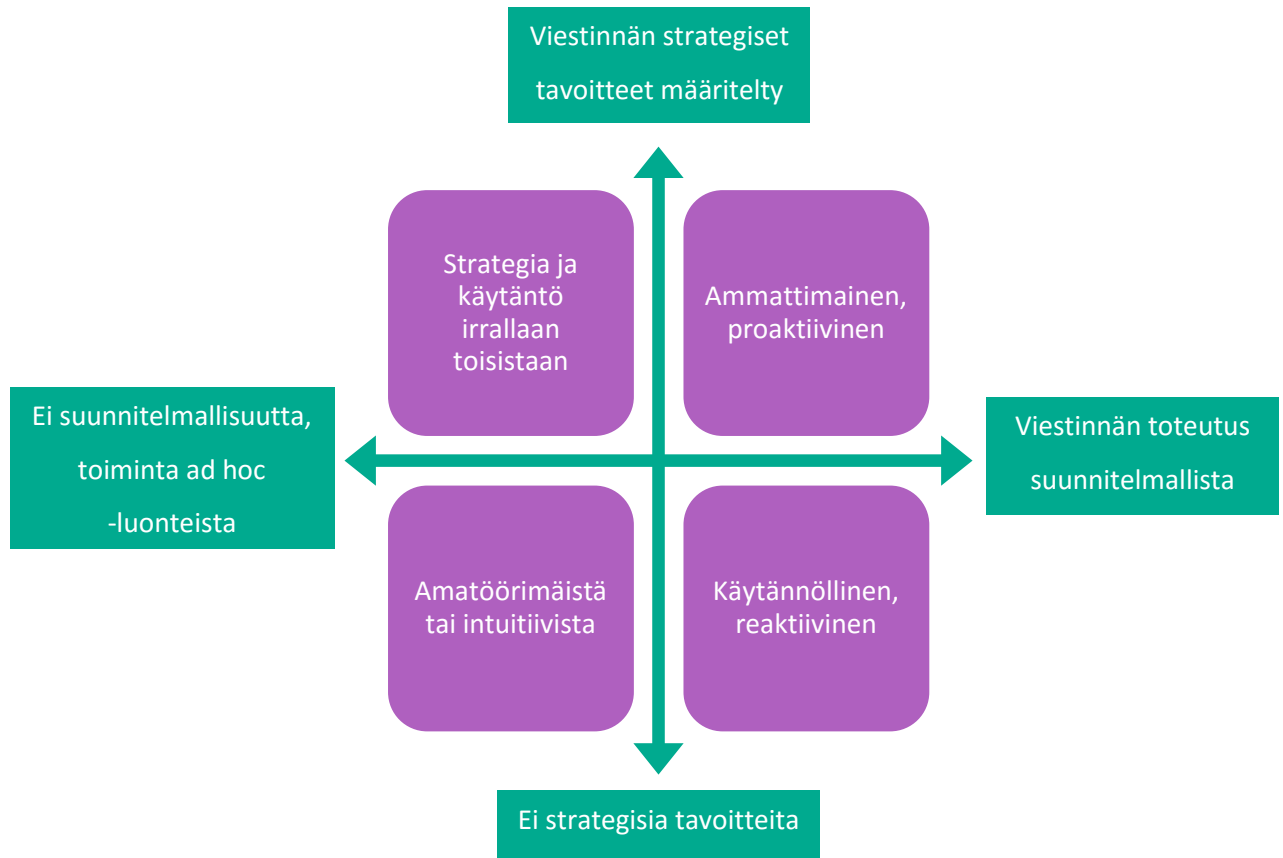 Viestinnän strategiset
tavoitteet määritelty
Strategia ja
käytäntö
irrallaan
toisistaan
Ammattimainen,
proaktiivinen
Ei suunnitelmallisuutta,
toiminta ad hoc
-luonteista
Viestinnän toteutus
suunnitelmallista
Amatöörimäistä
tai intuitiivista
Käytännöllinen,
reaktiivinen
Ei strategisia tavoitteita